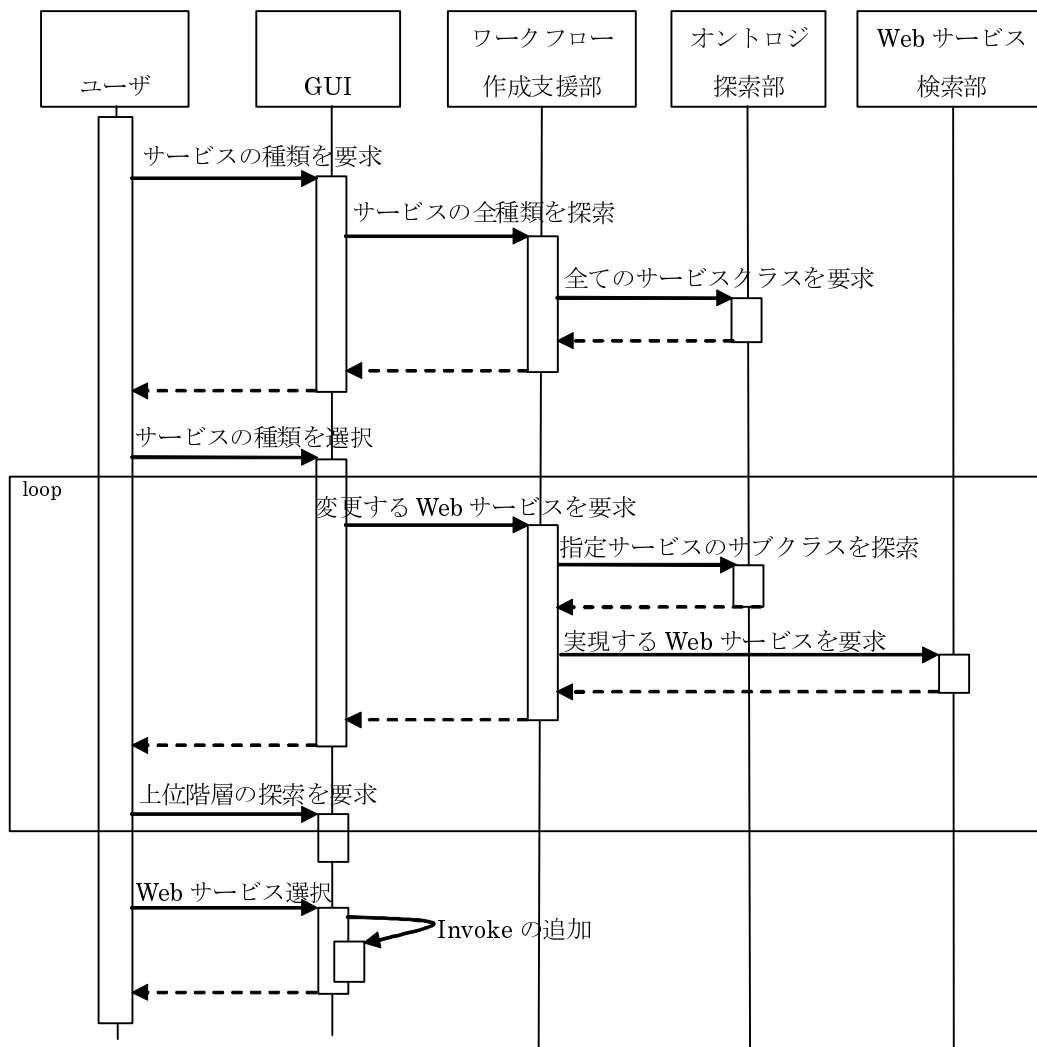 ユーザ
GUI
ワークフロー
作成支援部
オントロジ
探索部
Web サービス
検索部
サービスの種類を要求
サービスの全種類を探索
全てのサービスクラスを要求
サービスの種類を選択
loop
変更する Web サービスを要求
指定サービスのサブクラスを探索
実現する Web サービスを要求
上位階層の探索を要求
Web サービス選択
Invoke の追加